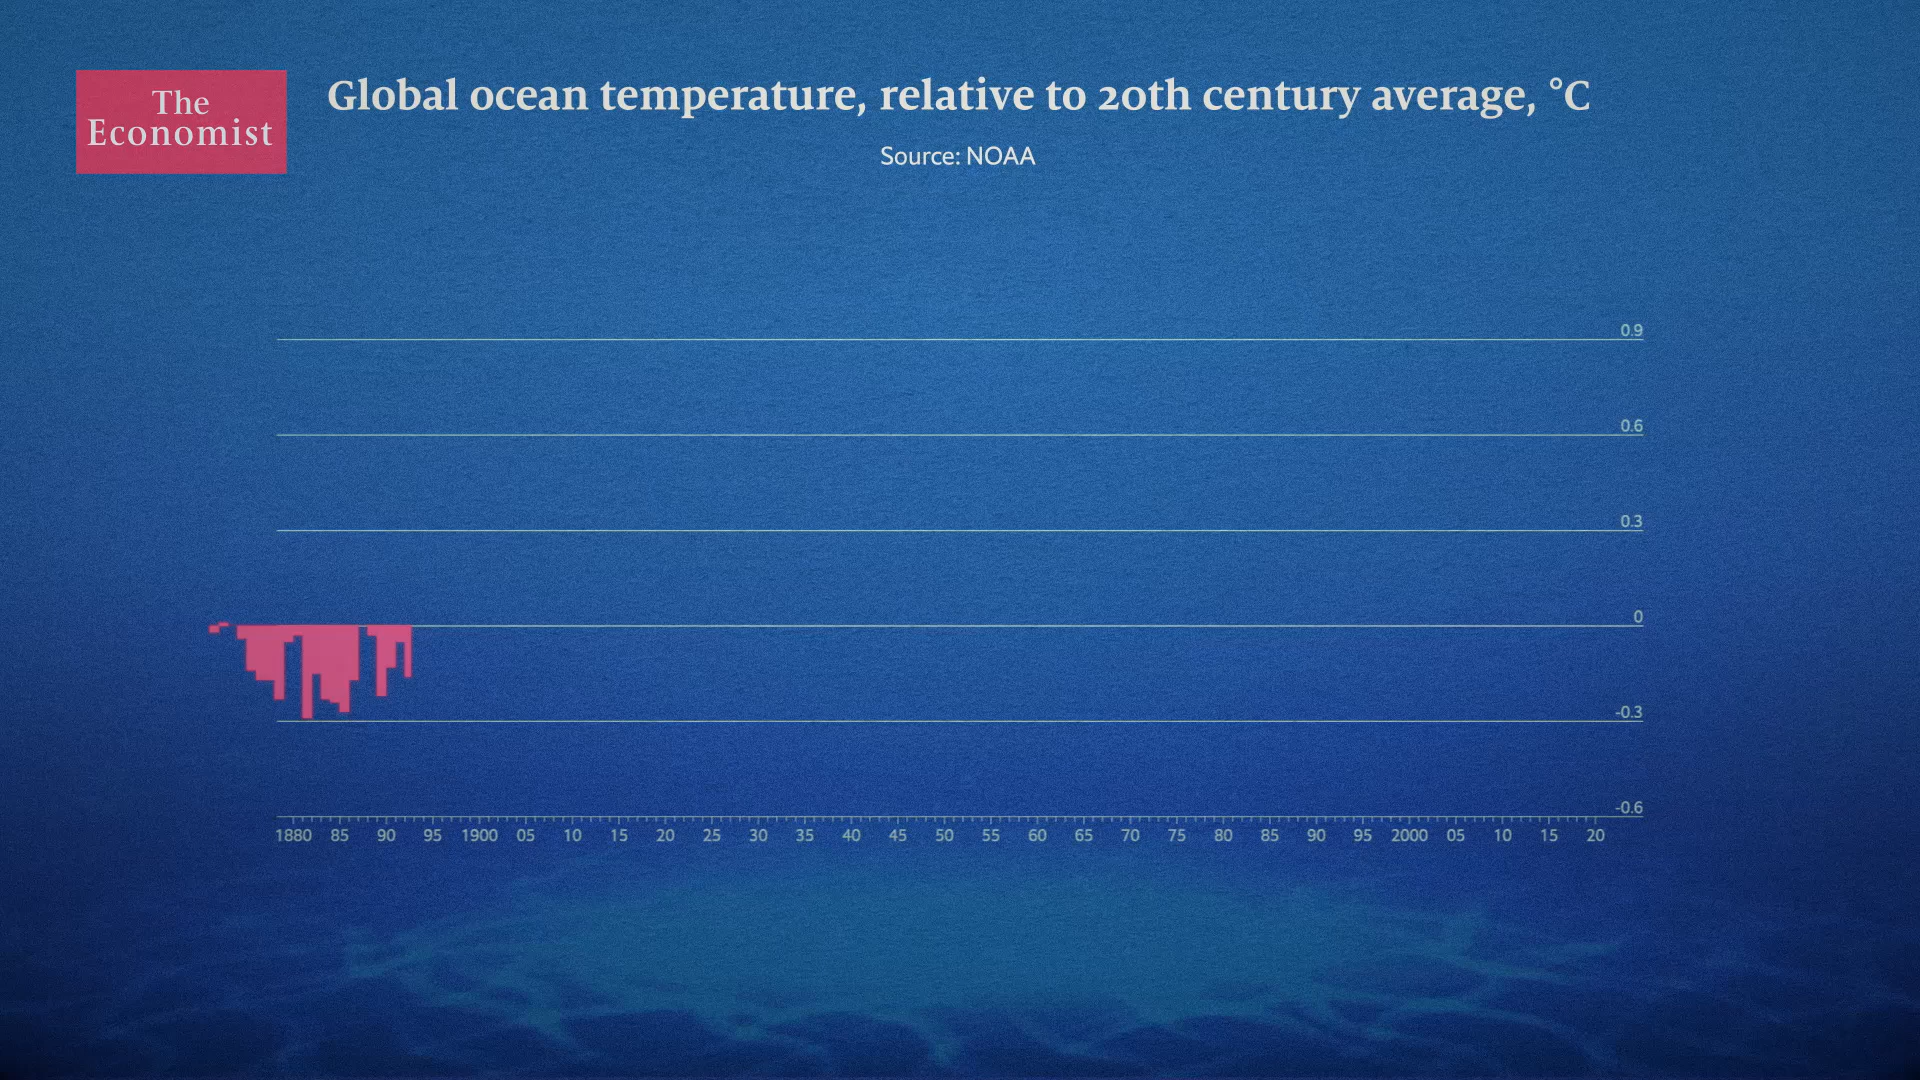 The
Economist
Global ocean temperature, relative to 20th century average, °C
Source: NOAA
0.9
0.6
0.3
0
-0.3
-0.6
1880 85 90 95 1900 05 10 15 20 25 30 35 40 45 50 55 60 65 70 75 80 85 90 95 2000 05 10 15 20